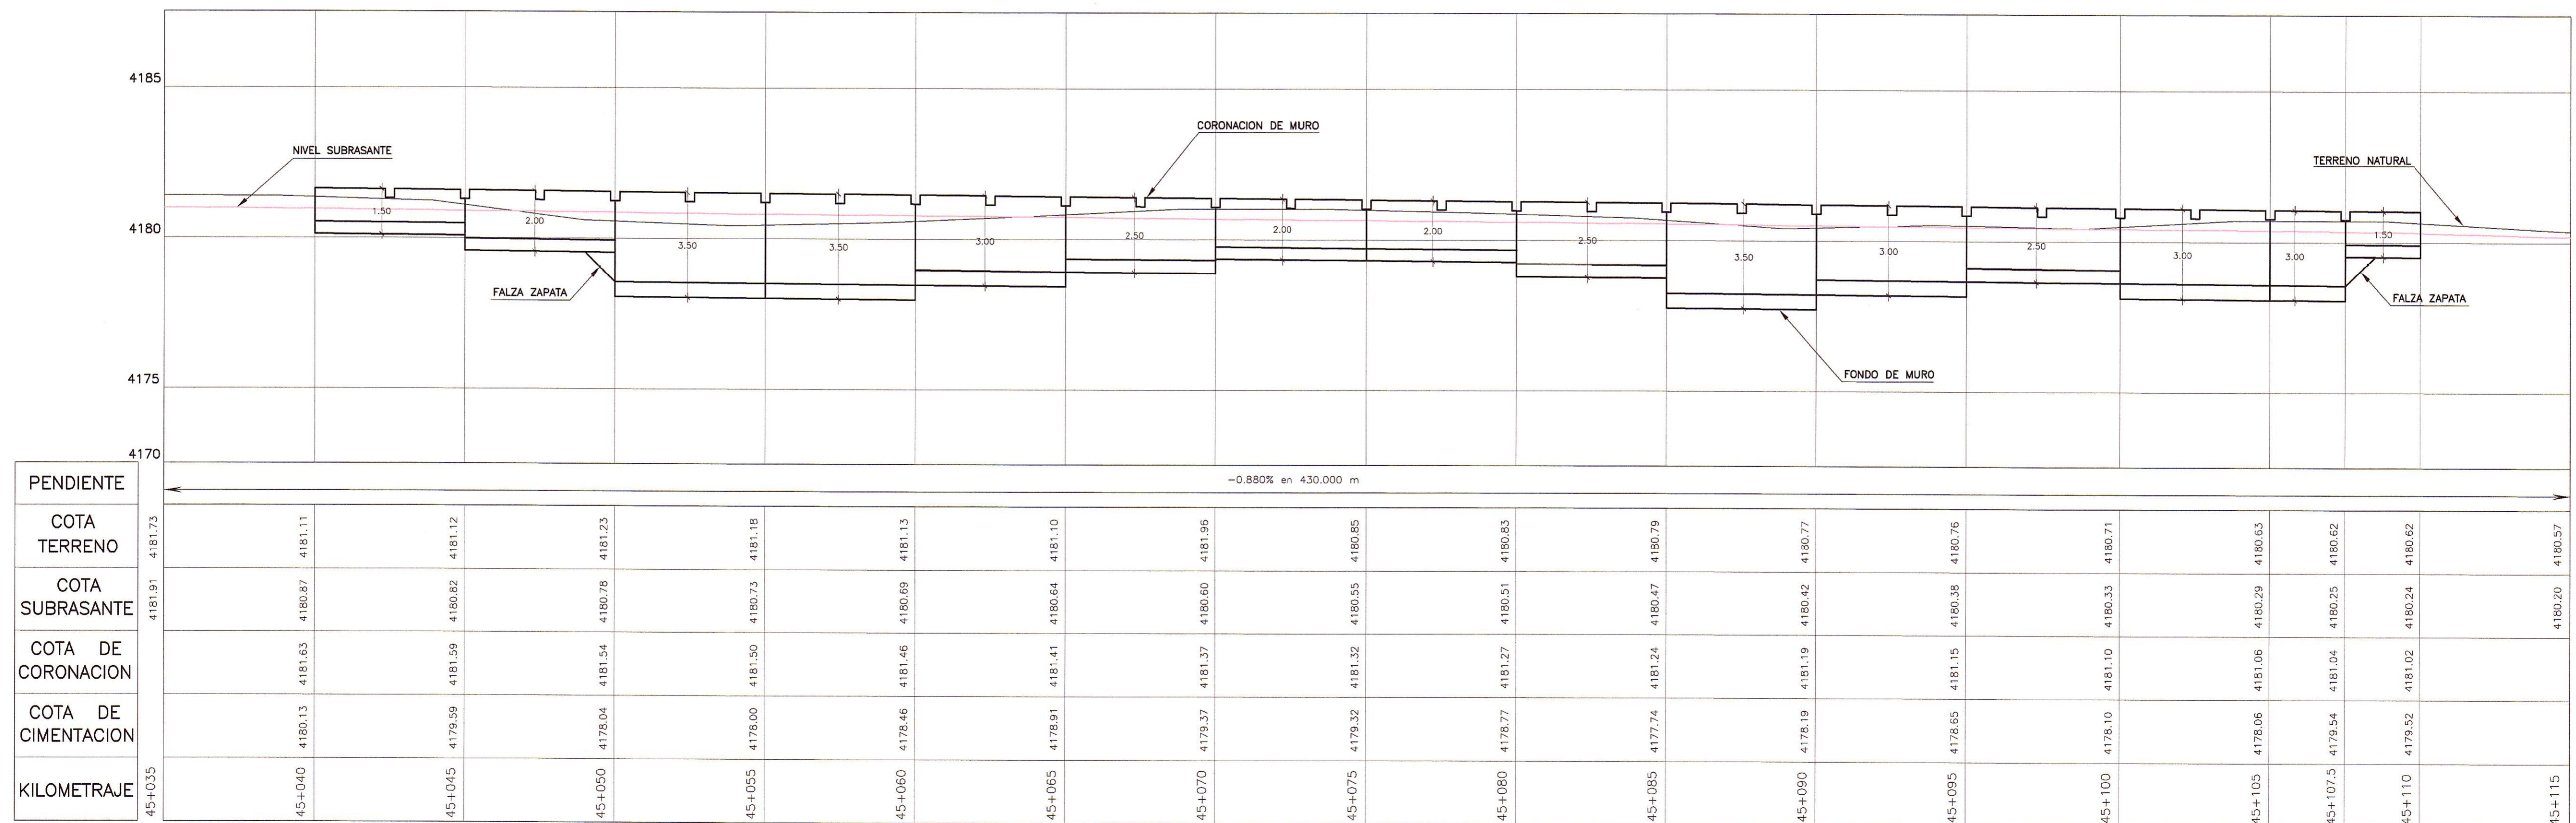 4185
CORONACION DE MURO
NIVEL SUBRASANTE
TERRENO NATURAL
1.50 2.00 3.50 3.50 3.00 2.50 2.00 2.00 2.50 3.50 3.00 2.50 3.00 3.00 1.50
4180
FALZA ZAPATA
FALZA ZAPATA
4175
FONDO DE MURO
4170
PENDIENTE
-0.880% en 430.000 m
COTA TERRENO
4181.73 4181.11 4181.12 4181.23 4181.18 4181.13 4181.10 4181.96 4180.85 4180.83 4180.79 4180.77 4180.76 4180.71 4180.63 4180.62 4180.62 4180.57
COTA SUBRASANTE
4181.91 4180.87 4180.82 4180.78 4180.73 4180.69 4180.64 4180.60 4180.55 4180.51 4180.47 4180.42 4180.38 4180.33 4180.29 4180.25 4180.24 4180.20
COTA DE CORONACION
4181.63 4181.59 4181.54 4181.50 4181.46 4181.41 4181.37 4181.32 4181.27 4181.24 4181.19 4181.15 4181.10 4181.06 4181.04 4181.02
COTA DE CIMENTACION
4180.13 4179.59 4178.04 4178.00 4178.46 4178.91 4179.37 4179.32 4178.77 4177.74 4178.19 4178.65 4178.10 4178.06 4179.54 4179.52
KILOMETRAJE
45+035 45+040 45+045 45+050 45+055 45+060 45+065 45+070 45+075 45+080 45+085 45+090 45+095 45+100 45+105 45+107.5 45+110 45+115